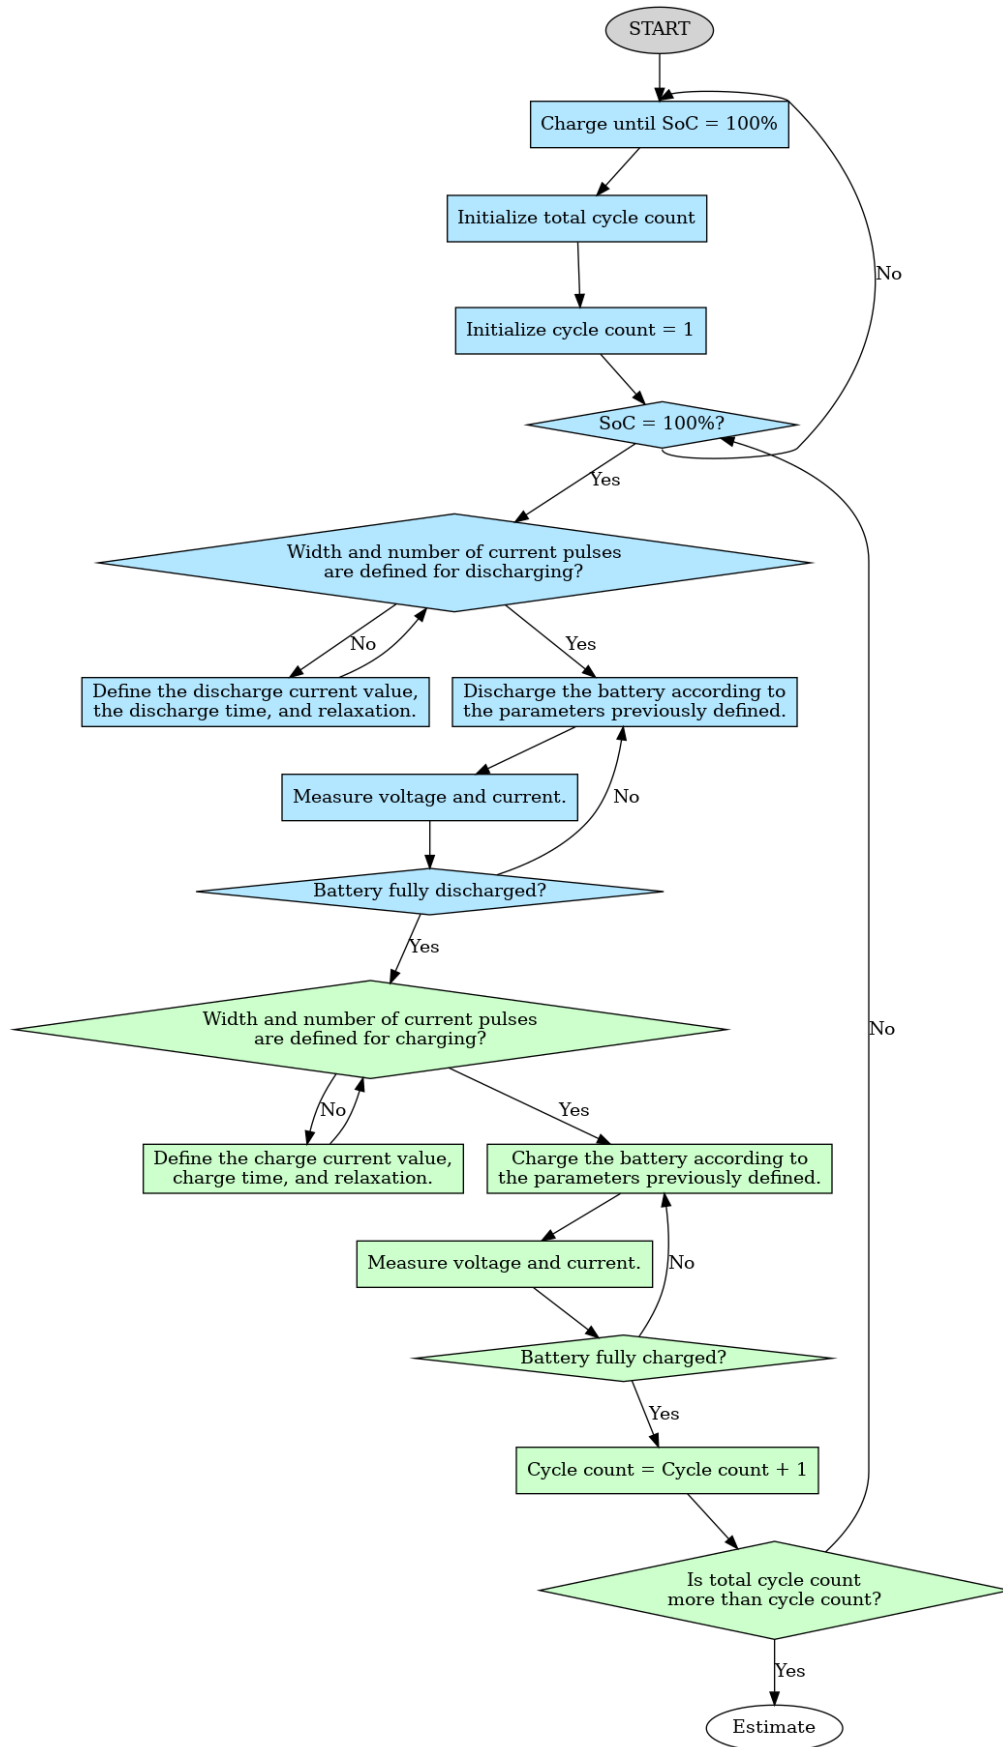 START
Charge until SoC = 100%
Initialize total cycle count
No
Initialize cycle count = 1
SoC = 100%?
Yes
Width and number of current pulses
are defined for discharging?
No
Yes
Define the discharge current value,
the discharge time, and relaxation.
Discharge the battery according to
the parameters previously defined.
Measure voltage and current.
No
Battery fully discharged?
Yes
Width and number of current pulses
are defined for charging?
No
No
Yes
Define the charge current value,
charge time, and relaxation.
Charge the battery according to
the parameters previously defined.
Measure voltage and current.
No
Battery fully charged?
Yes
Cycle count = Cycle count + 1
Is total cycle count
more than cycle count?
Yes
Estimate